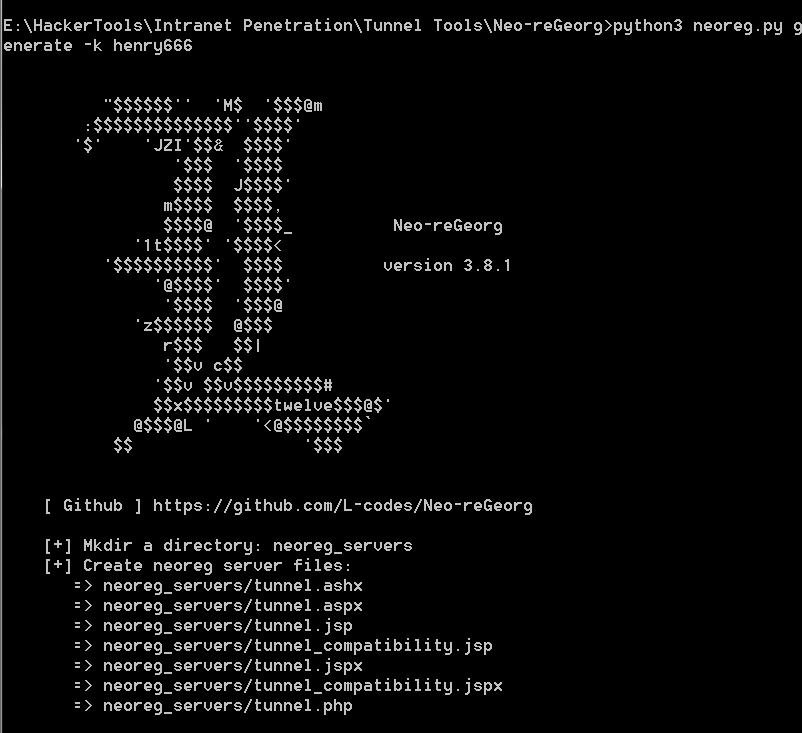 E:\HackerTools\Intranet Penetration\Tunnel Tools\Neo-reGeorg>python3 neoreg.py g
enerate -k henry666
"$$$$$$''  'M$  '$$$@m
:$$$$$$$$$$$$$$''$$$$'
'$'    'JZI'$$&  $$$$'
'$$$  '$$$$
$$$$  J$$$$'
m$$$$  $$$$,
$$$$@  '$$$$_          Neo-reGeorg
'1t$$$$' '$$$$<
'$$$$$$$$$$'  $$$$          version 3.8.1
'@$$$$'  $$$$'
'$$$$  '$$$@
'z$$$$$$  @$$$
r$$$   $$|
'$$v c$$
'$$v $$v$$$$$$$$$#
$$x$$$$$$$$$twelve$$$@$'
@$$$@L '    '<@$$$$$$$$`
$$                 '$$$
[ Github ] https://github.com/L-codes/Neo-reGeorg
[+] Mkdir a directory: neoreg_servers
[+] Create neoreg server files:
=> neoreg_servers/tunnel.ashx
=> neoreg_servers/tunnel.aspx
=> neoreg_servers/tunnel.jsp
=> neoreg_servers/tunnel_compatibility.jsp
=> neoreg_servers/tunnel.jspx
=> neoreg_servers/tunnel_compatibility.jspx
=> neoreg_servers/tunnel.php